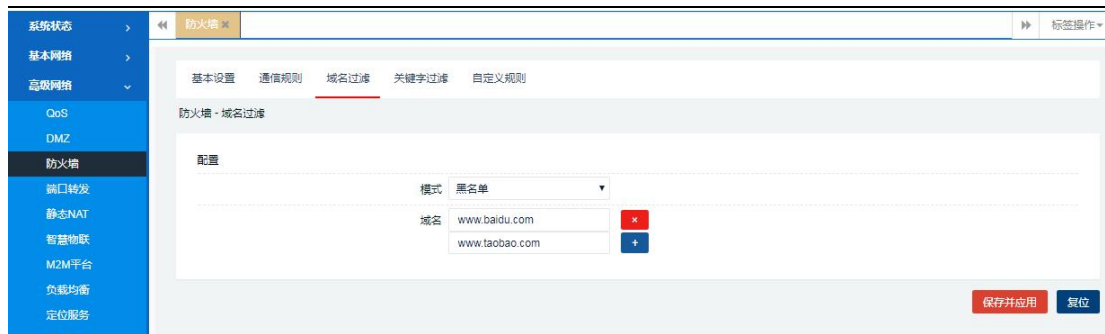 系统状态
基本网络
高级网络
QoS
DMZ
防火墙
端口转发
静态NAT
智慧物联
M2M平台
负载均衡
定位服务
防火墙
标签操作
基本设置 通信规则 域名过滤 关键字过滤 自定义规则
防火墙 - 域名过滤
配置
模式 黑名单
域名 www.baidu.com
www.taobao.com
保存并应用 复位